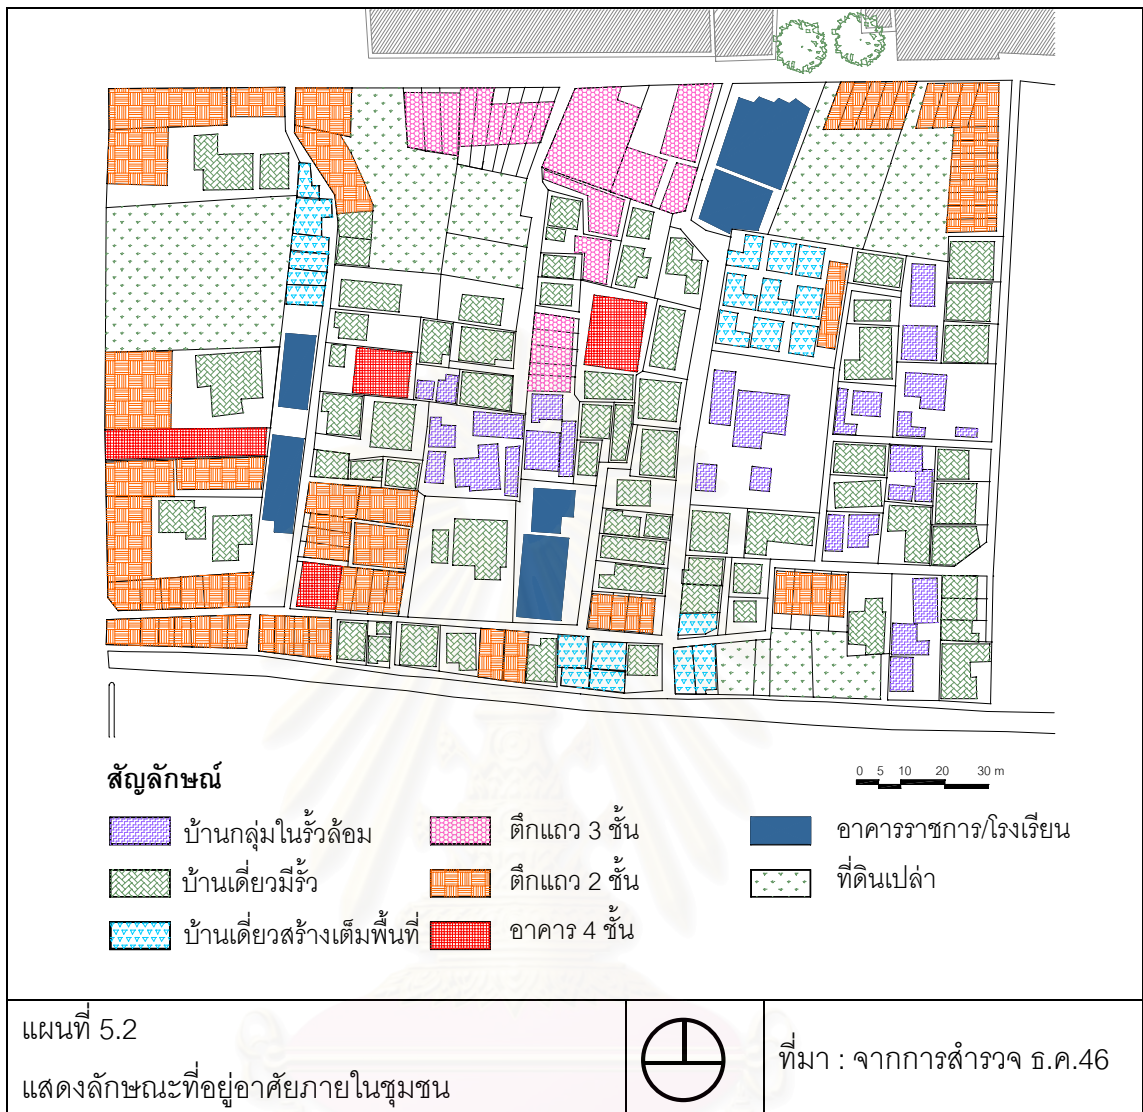 สัญลักษณ์
0 5 10 20 30 m
บ้านกลุ่มในรั้วล้อม
ตึกแถว 3 ชั้น
อาคารราชการ/โรงเรียน
บ้านเดี่ยวมีรั้ว
ตึกแถว 2 ชั้น
ที่ดินเปล่า
บ้านเดี่ยวสร้างเต็มพื้นที่
อาคาร 4 ชั้น
แผนที่ 5.2
แสดงลักษณะที่อยู่อาศัยภายในชุมชน
ที่มา : จากการสำรวจ ธ.ค.46